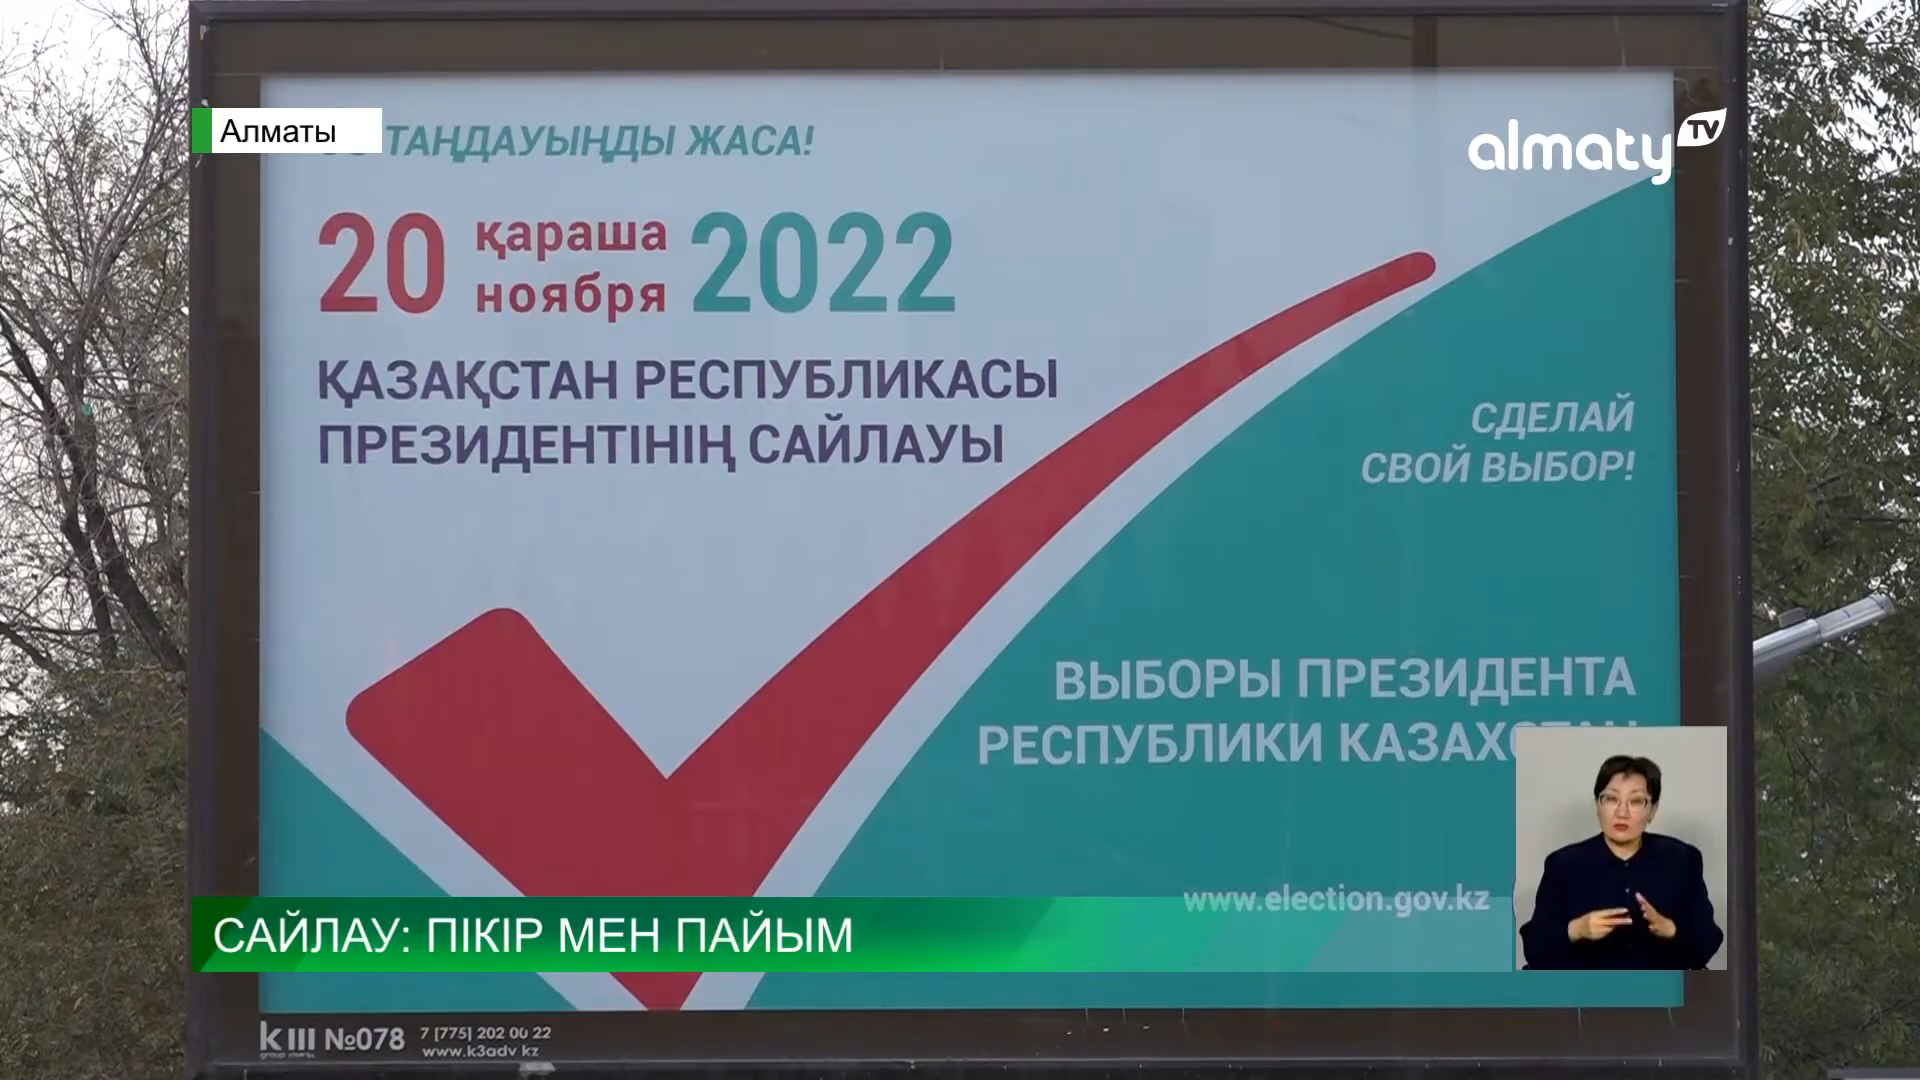 Алматы
ТАҢДАУЫҢДЫ ЖАСА!
almaty TV
20 қараша 2022
ноября
ҚАЗАҚСТАН РЕСПУБЛИКАСЫ
ПРЕЗИДЕНТІНІҢ САЙЛАУЫ
СДЕЛАЙ
СВОЙ ВЫБОР!
ВЫБОРЫ ПРЕЗИДЕНТА
РЕСПУБЛИКИ
www.election.gov.kz
САЙЛАУ: ПІКІР МЕН ПАЙЫМ
k III №078 7 [775] 202 00 22
www.k3adv kz